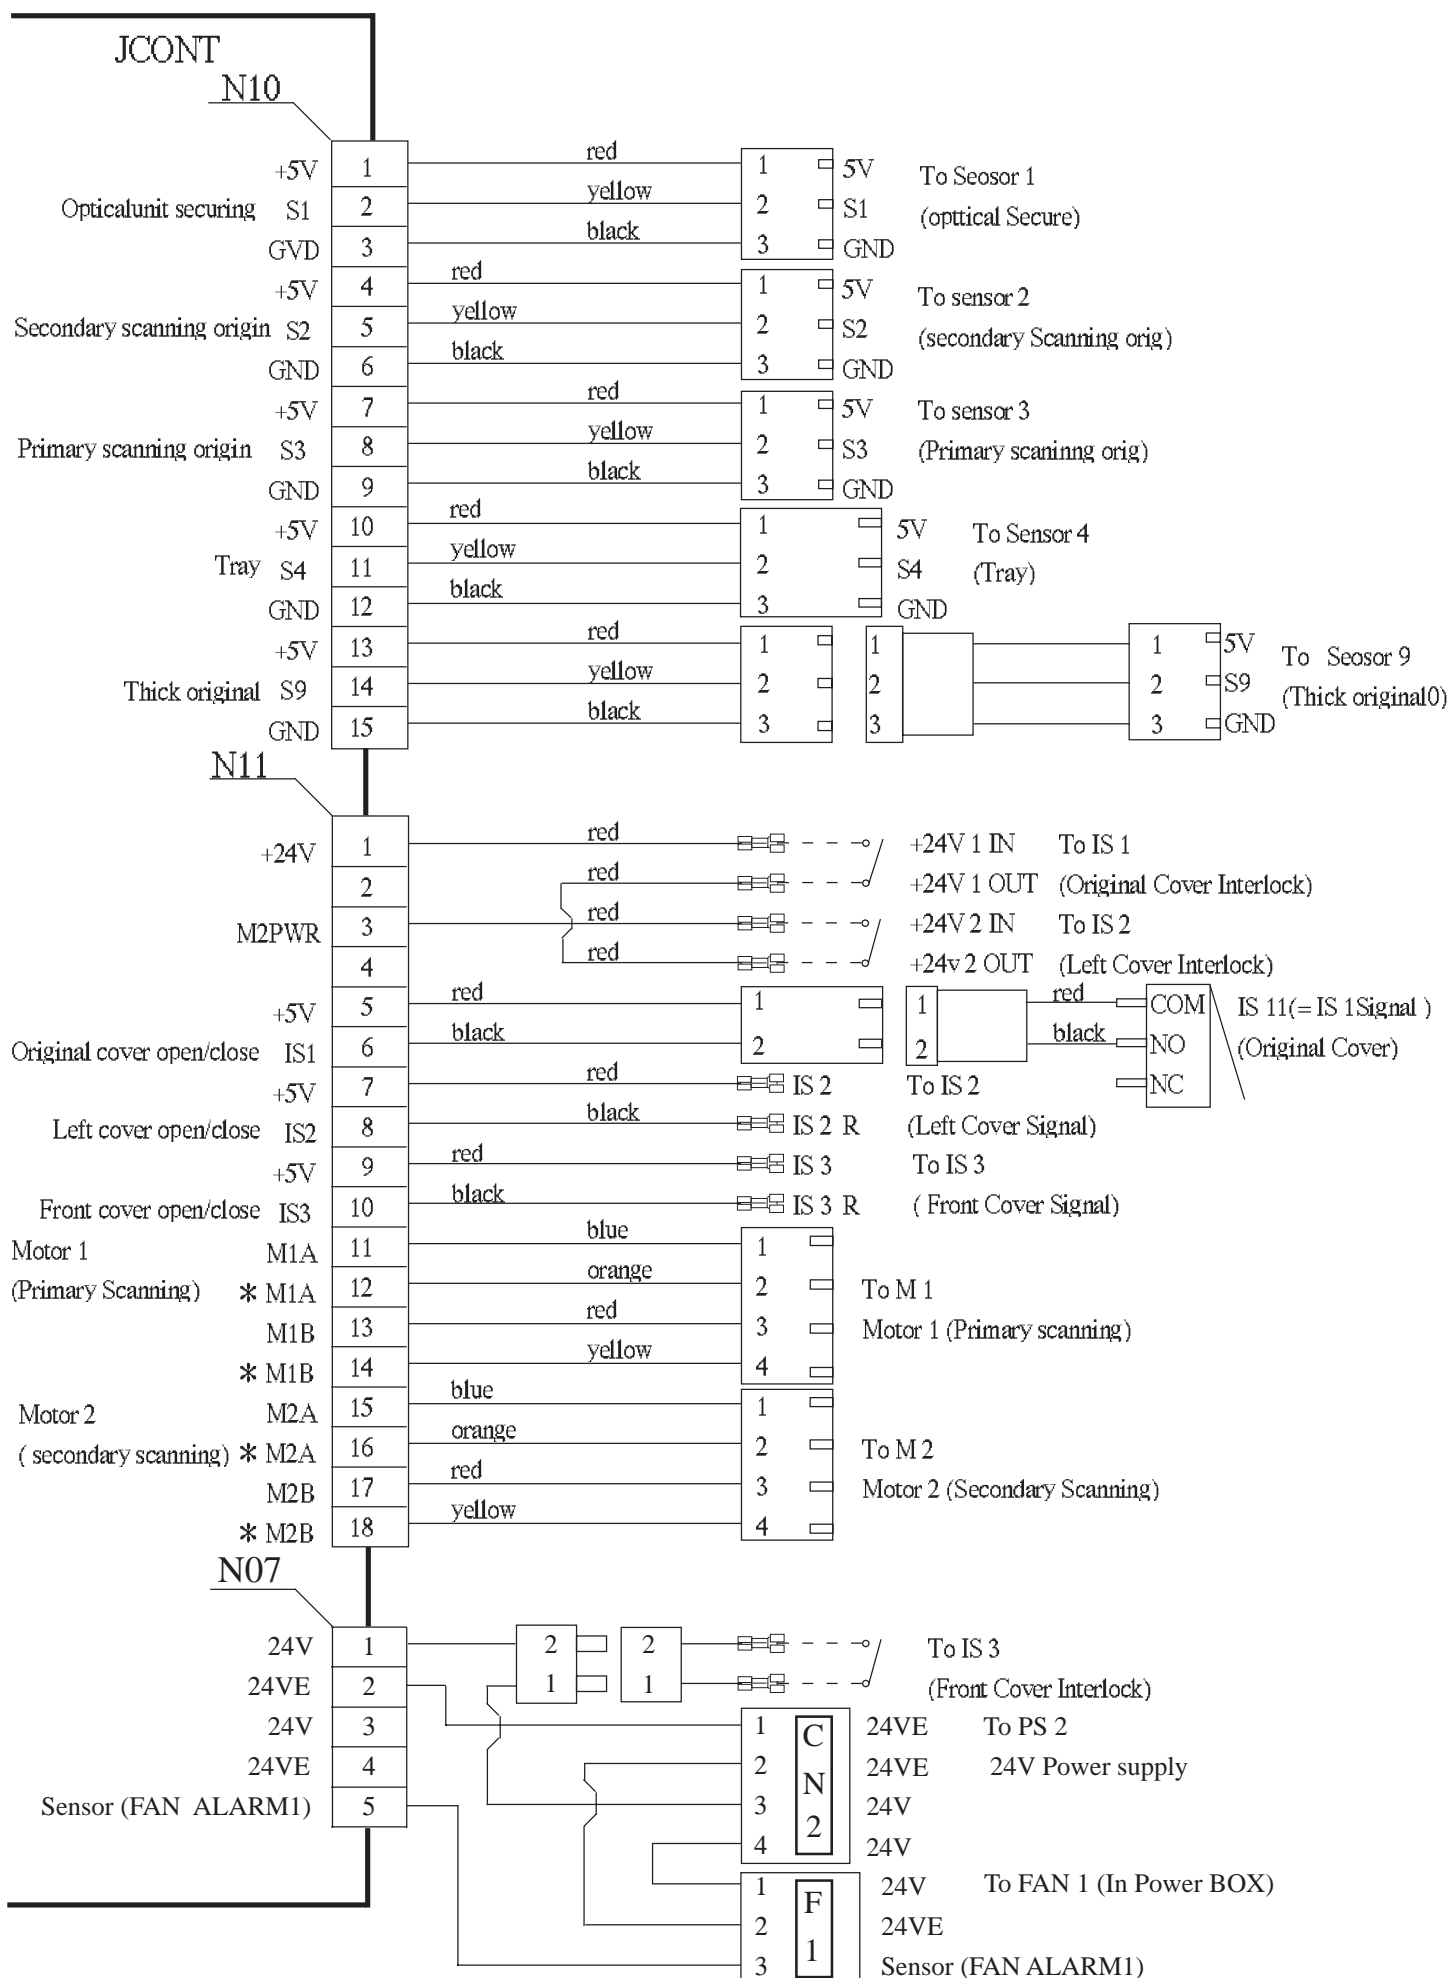 JCONT
N10
+5V 1 red 1 5V To Seosor 1
Opticalunit securing S1 2 yellow 2 S1 (opttical Secure)
GVD 3 black 3 GND
+5V 4 red 1 5V To sensor 2
Secondary scanning origin S2 5 yellow 2 S2 (secondary Scanning orig)
GND 6 black 3 GND
+5V 7 red 1 5V To sensor 3
Primary scanning origin S3 8 yellow 2 S3 (Primary scaninng orig)
GND 9 black 3 GND
+5V 10 red 1 5V To Sensor 4
Tray S4 11 yellow 2 S4 (Tray)
GND 12 black 3 GND
+5V 13 red 1 1 1 5V To Seosor 9
Thick original S9 14 yellow 2 2 2 S9 (Thick original0)
GND 15 black 3 3 3 GND
N11
+24V 1 red +24V 1 IN To IS 1
2 red +24V 1 OUT (Original Cover Interlock)
M2PWR 3 red +24V 2 IN To IS 2
4 red +24v 2 OUT (Left Cover Interlock)
+5V 5 red 1 1 red COM IS 11(= IS 1Signal )
Original cover open/close IS1 6 black 2 2 black NO (Original Cover)
+5V 7 red IS 2 To IS 2 NC
Left cover open/close IS2 8 black IS 2 R (Left Cover Signal)
+5V 9 red IS 3 To IS 3
Front cover open/close IS3 10 black IS 3 R ( Front Cover Signal)
Motor 1 M1A 11 blue 1
(Primary Scanning) * M1A 12 orange 2 To M 1
M1B 13 red 3 Motor 1 (Primary scanning)
* M1B 14 yellow 4
Motor 2 M2A 15 blue 1
( secondary scanning) * M2A 16 orange 2 To M 2
M2B 17 red 3 Motor 2 (Secondary Scanning)
* M2B 18 yellow 4
N07
24V 1 2 2 To IS 3
24VE 2 1 1 (Front Cover Interlock)
24V 3 1 CN2 24VE To PS 2
24VE 4 2 24VE 24V Power supply
Sensor (FAN ALARM1) 5 3 24V
4 24V
1 F1 24V To FAN 1 (In Power BOX)
2 24VE
3 Sensor (FAN ALARM1)